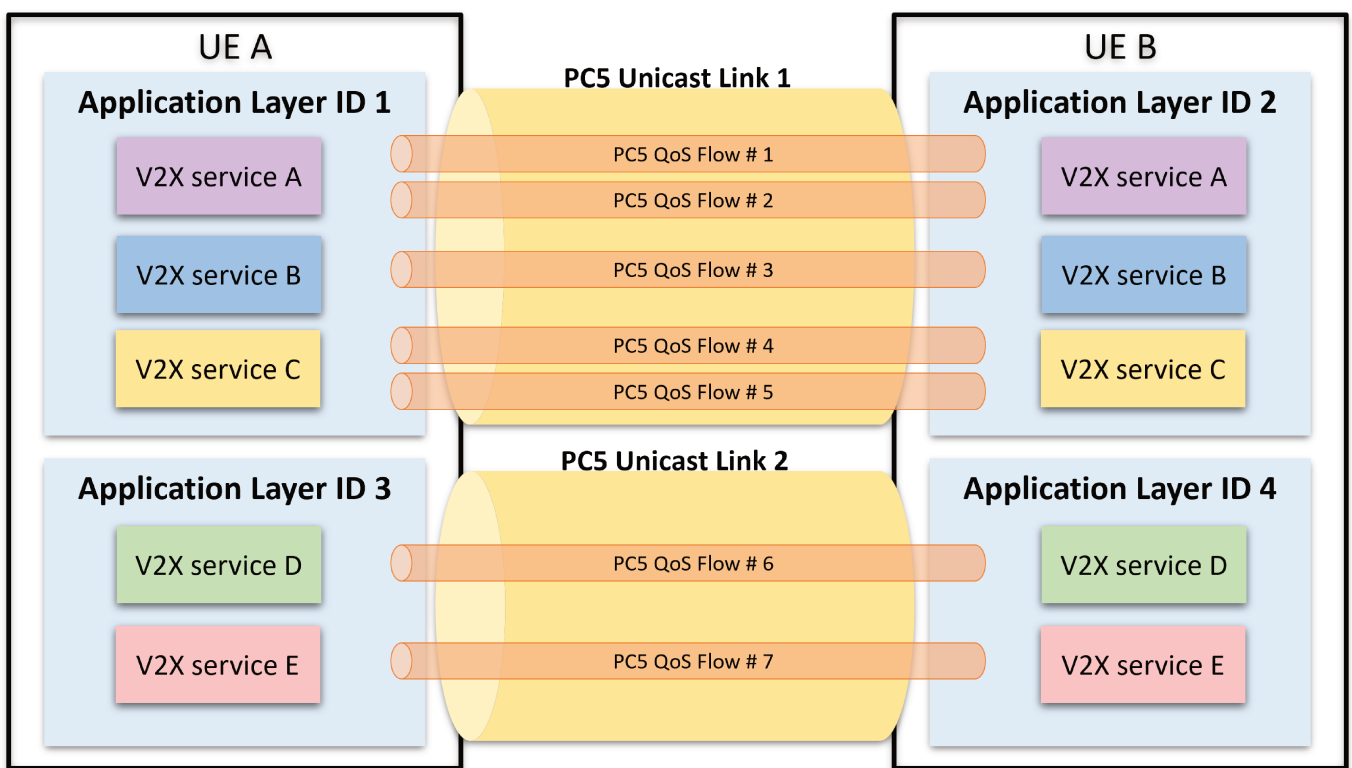 UE A
UE B
PC5 Unicast Link 1
Application Layer ID 1
Application Layer ID 2
V2X service A
PC5 QoS Flow # 1
PC5 QoS Flow # 2
V2X service A
V2X service B
PC5 QoS Flow # 3
V2X service B
V2X service C
PC5 QoS Flow # 4
PC5 QoS Flow # 5
V2X service C
PC5 Unicast Link 2
Application Layer ID 3
Application Layer ID 4
V2X service D
PC5 QoS Flow # 6
V2X service D
V2X service E
PC5 QoS Flow # 7
V2X service E